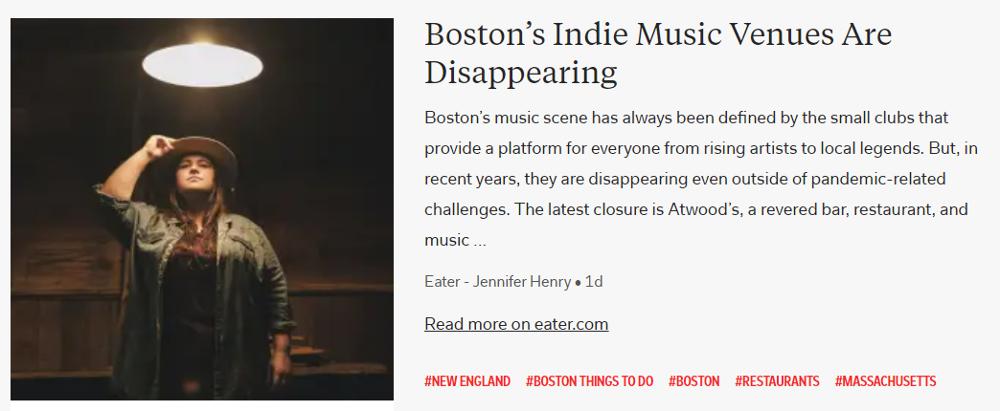 Boston’s Indie Music Venues Are
Disappearing
Boston’s music scene has always been defined by the small clubs that
provide a platform for everyone from rising artists to local legends. But, in
recent years, they are disappearing even outside of pandemic-related
challenges. The latest closure is Atwood’s, a revered bar, restaurant, and
music ...
Eater - Jennifer Henry • 1d
Read more on eater.com
#NEW ENGLAND #BOSTON THINGS TO DO #BOSTON #RESTAURANTS #MASSACHUSETTS